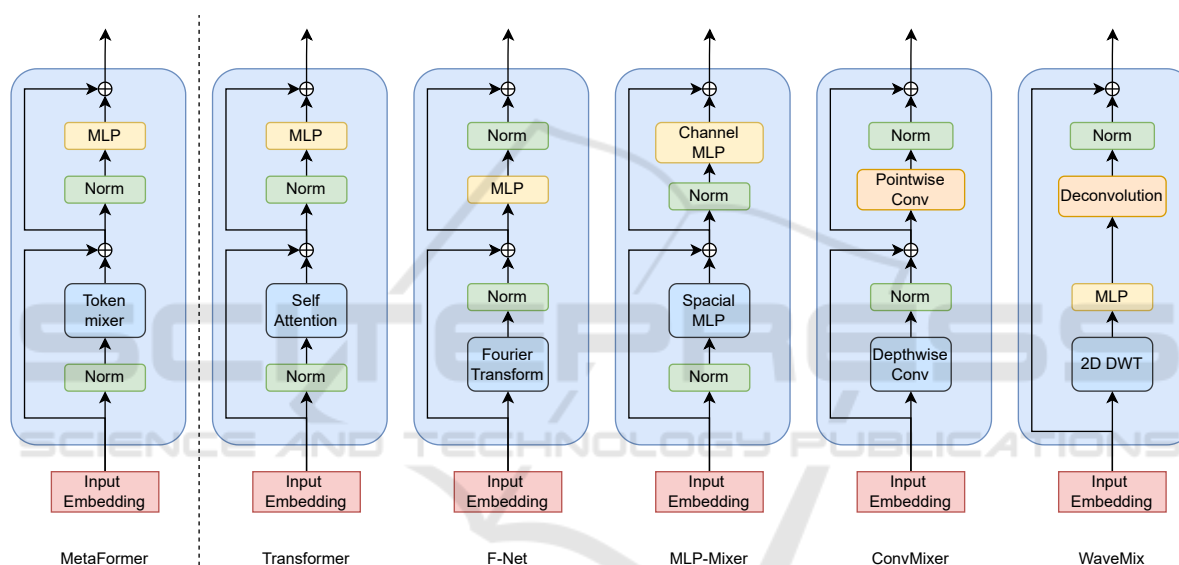 MLP
Norm
Token
mixer
Norm
Input
Embedding
MetaFormer
MLP
Norm
Self
Attention
Norm
Input
Embedding
Transformer
Norm
MLP
Norm
Fourier
Transform
Input
Embedding
F-Net
Channel
MLP
Norm
Spacial
MLP
Norm
Input
Embedding
MLP-Mixer
Norm
Pointwise
Conv
Norm
Depthwise
Conv
Input
Embedding
ConvMixer
Norm
Deconvolution
MLP
2D DWT
Input
Embedding
WaveMix
SCITEPRESS
SCIENCE AND TECHNOLOGY PUBLICATIONS